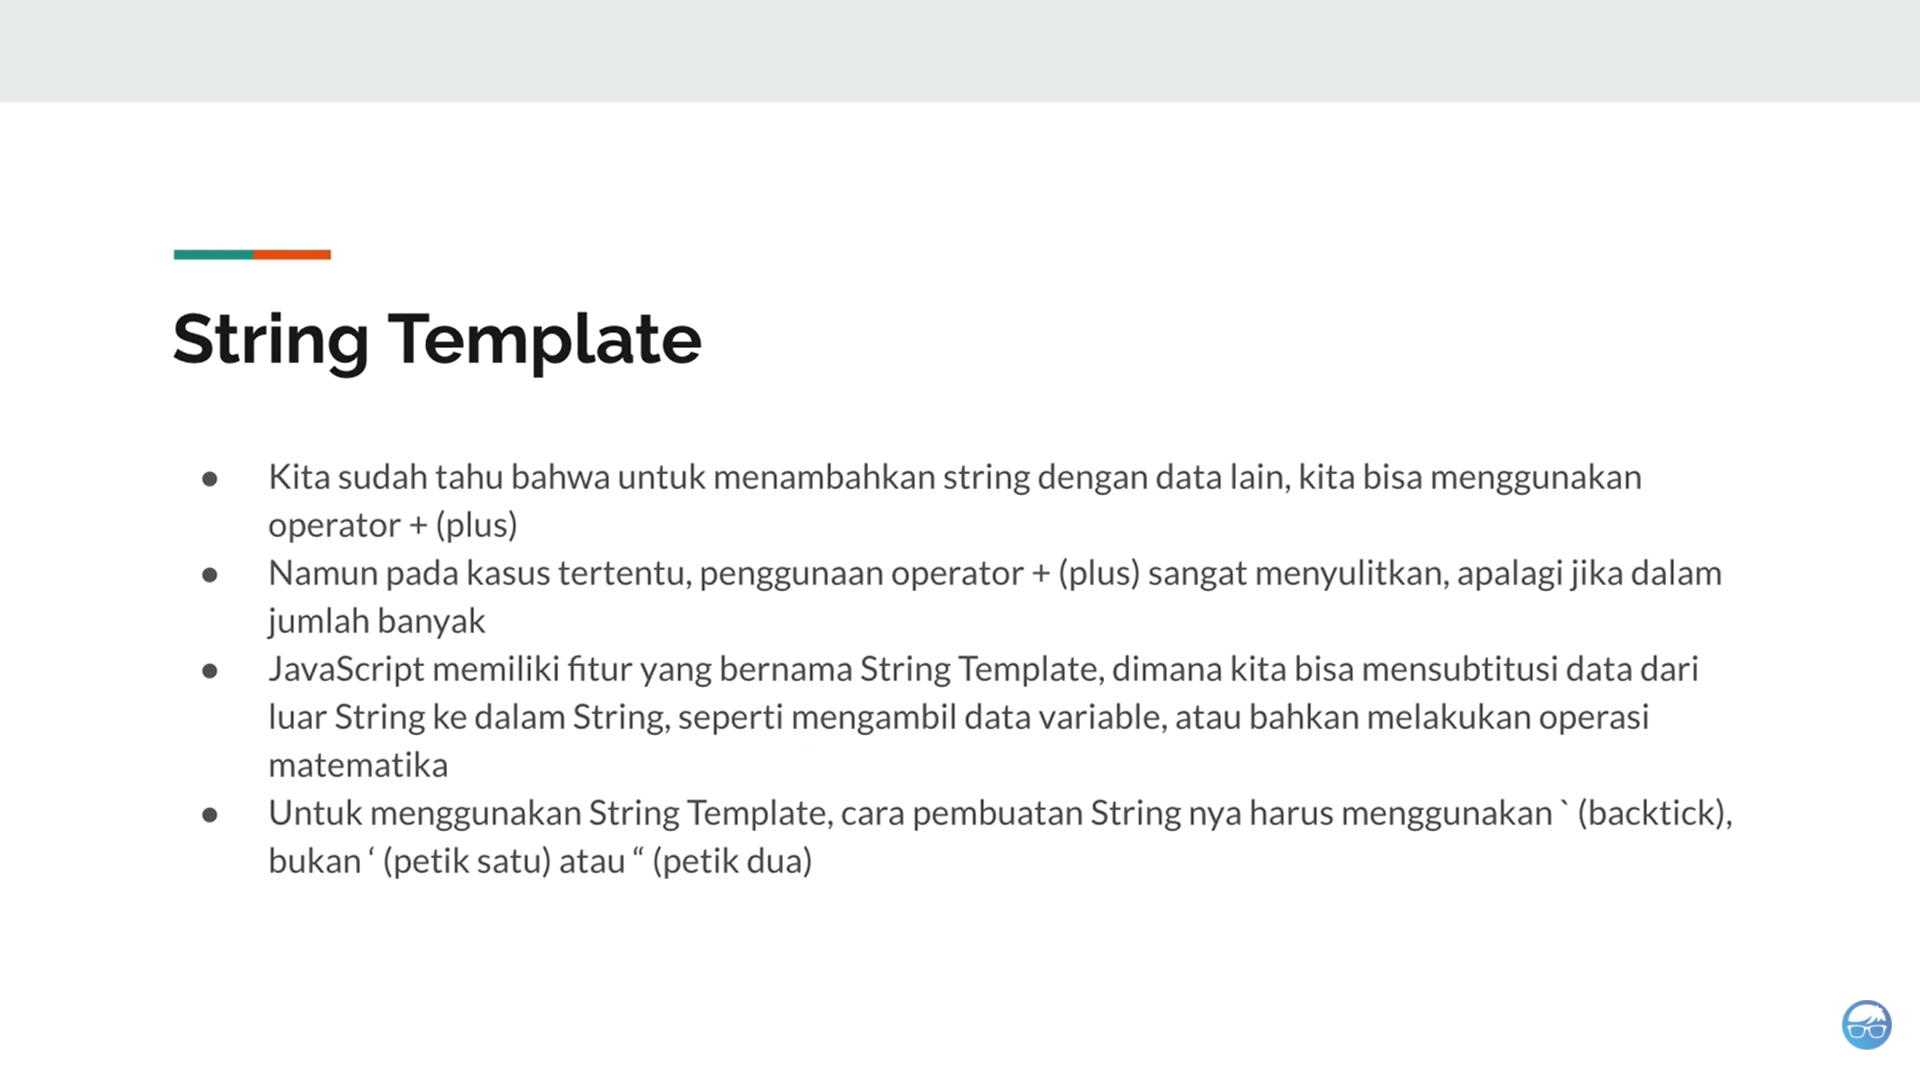 String Template
● Kita sudah tahu bahwa untuk menambahkan string dengan data lain, kita bisa menggunakan
operator + (plus)
● Namun pada kasus tertentu, penggunaan operator + (plus) sangat menyulitkan, apalagi jika dalam
jumlah banyak
● JavaScript memiliki fitur yang bernama String Template, dimana kita bisa mensubtitusi data dari
luar String ke dalam String, seperti mengambil data variable, atau bahkan melakukan operasi
matematika
● Untuk menggunakan String Template, cara pembuatan String nya harus menggunakan ` (backtick),
bukan ‘ (petik satu) atau “ (petik dua)